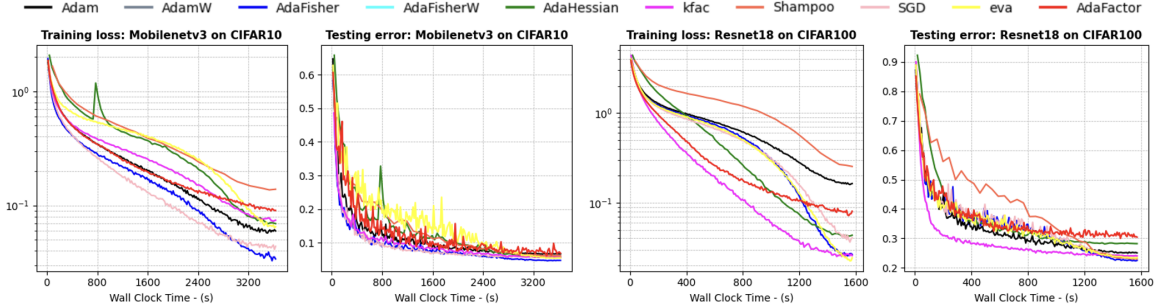 Adam AdamW AdaFisher AdaFisherW AdaHessian kfac Shampoo SGD eva AdaFactor
Training loss: Mobilenetv3 on CIFAR10
10⁰
10⁻¹
0 800 1600 2400 3200
Wall Clock Time - (s)
Testing error: Mobilenetv3 on CIFAR10
0.6
0.5
0.4
0.3
0.2
0.1
0 800 1600 2400 3200
Wall Clock Time - (s)
Training loss: Resnet18 on CIFAR100
10⁰
10⁻¹
0 400 800 1200 1600
Wall Clock Time - (s)
Testing error: Resnet18 on CIFAR100
0.9
0.8
0.7
0.6
0.5
0.4
0.3
0.2
0 400 800 1200 1600
Wall Clock Time - (s)